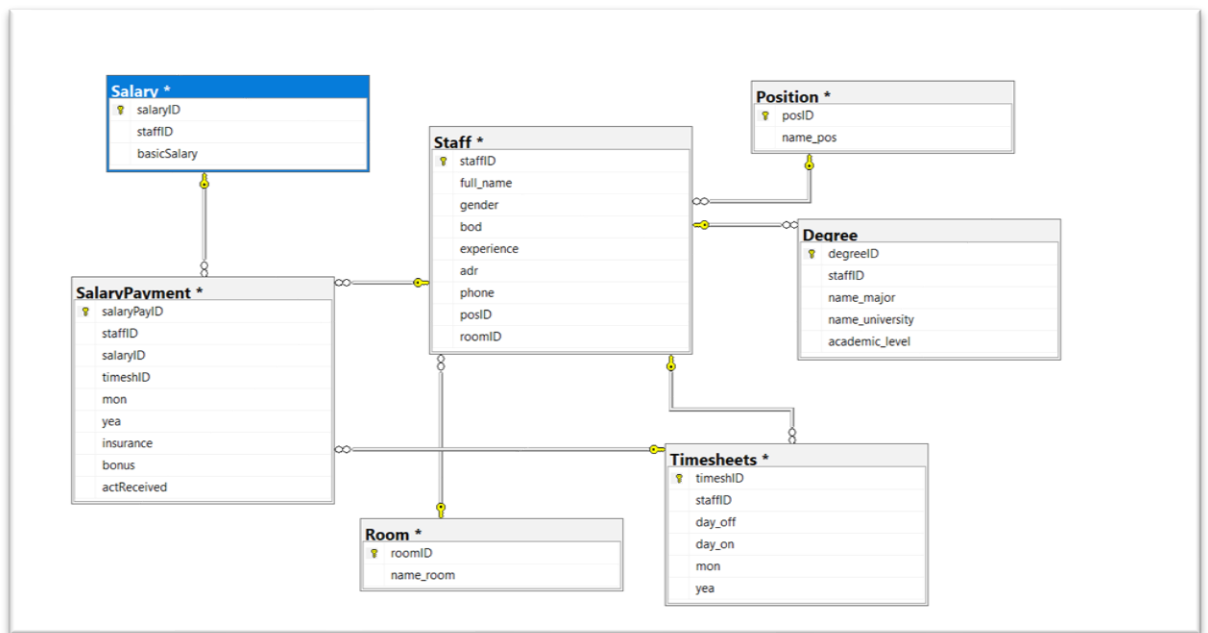 Salary *
salaryID
staffID
basicSalary
Staff *
staffID
full_name
gender
bod
experience
adr
phone
posID
roomID
Position *
posID
name_pos
Degree
degreeID
staffID
name_major
name_university
academic_level
SalaryPayment *
salaryPayID
staffID
salaryID
timeshID
mon
yea
insurance
bonus
actReceived
Room *
roomID
name_room
Timesheets *
timeshID
staffID
day_off
day_on
mon
yea